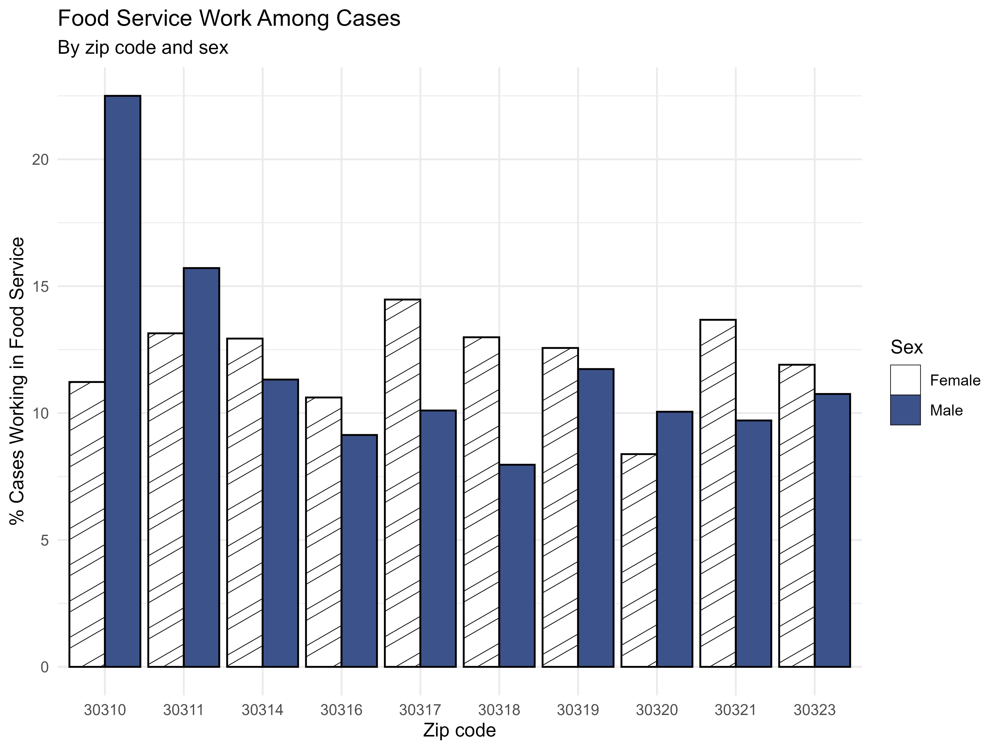 Food Service Work Among Cases
By zip code and sex
% Cases Working in Food Service
20
15
10
5
0
30310 30311 30314 30316 30317 30318 30319 30320 30321 30323
Zip code
Sex
Female
Male